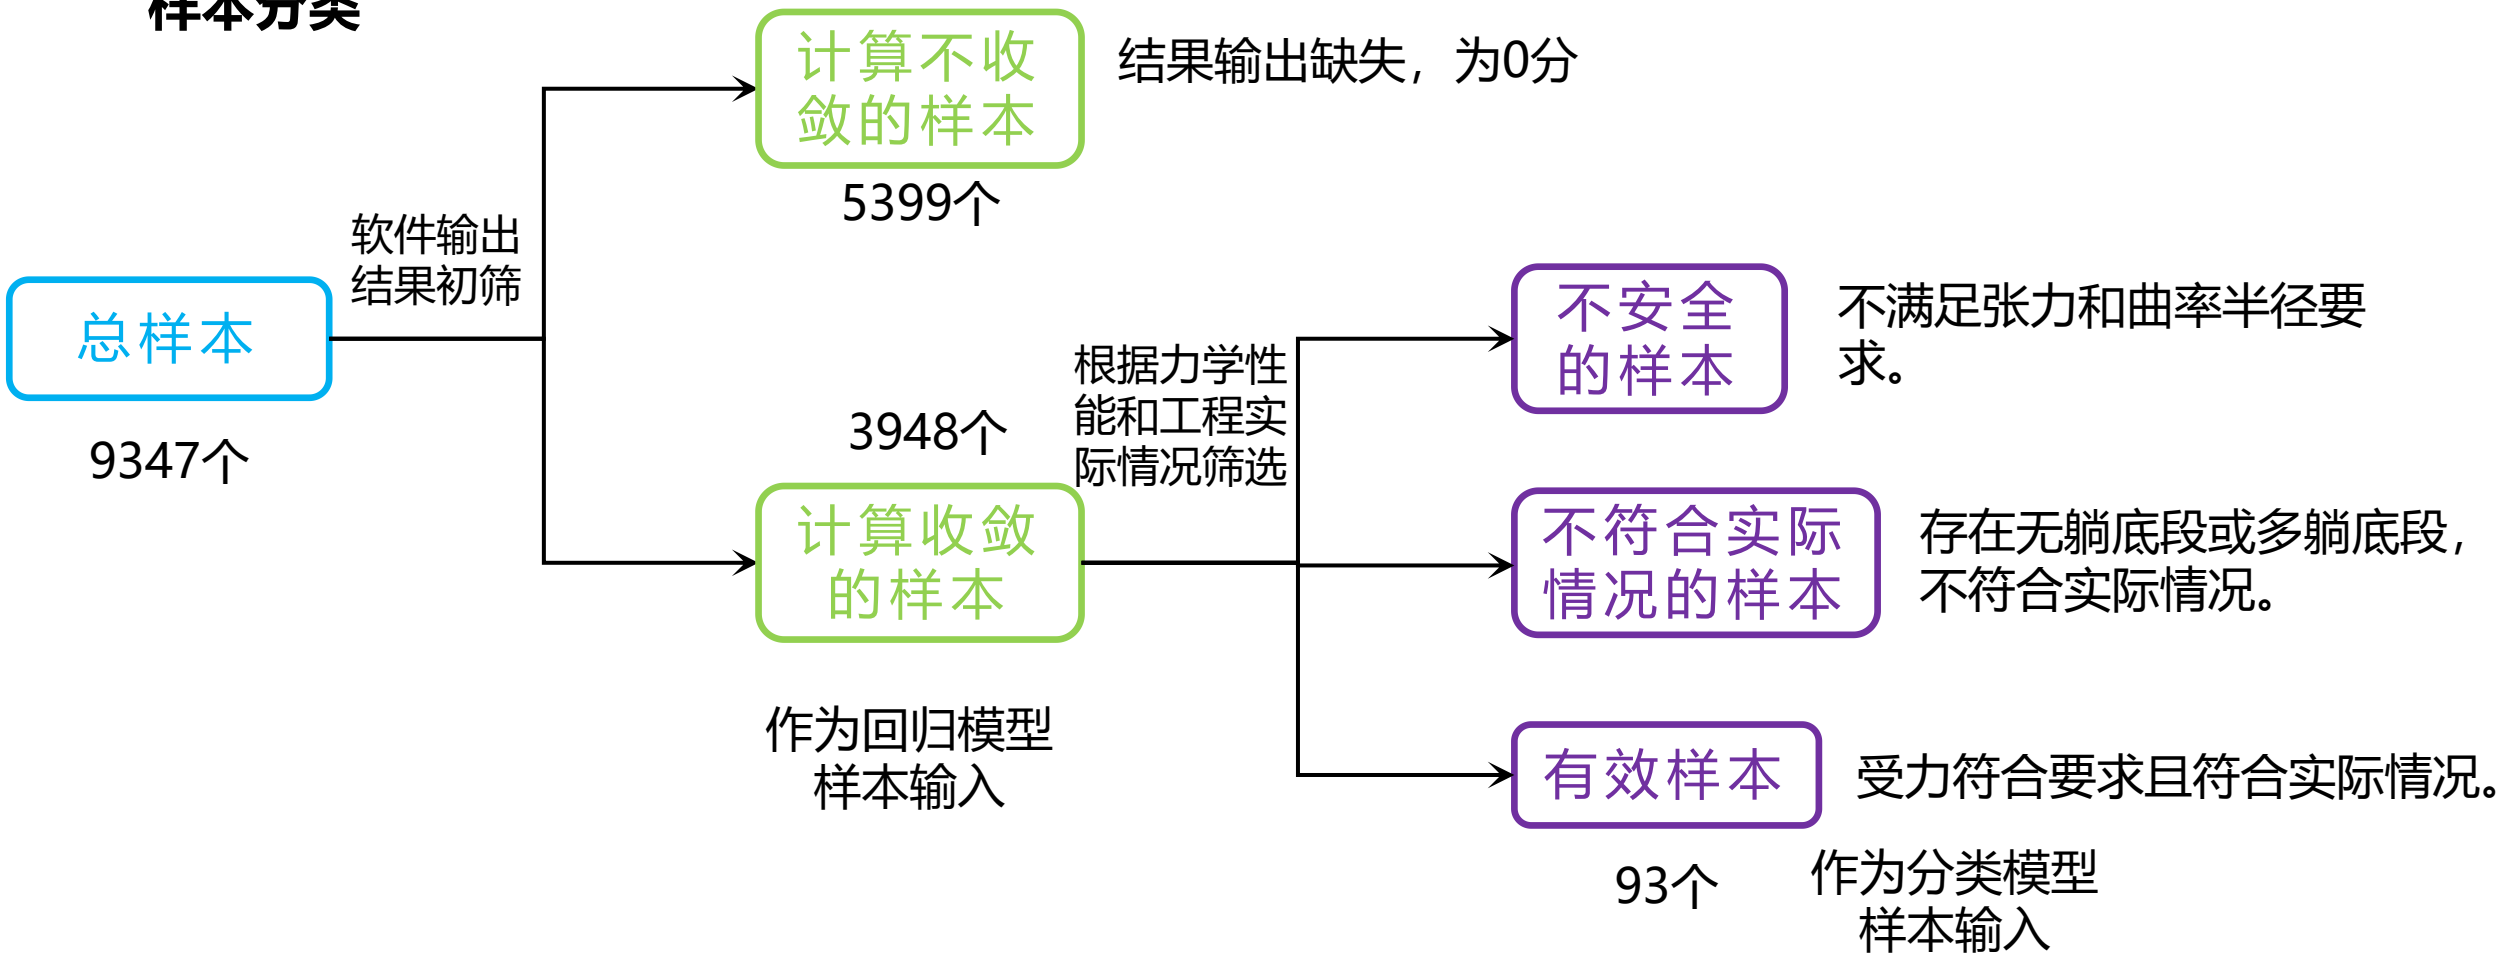 样本分类
计算不收
敛的样本
结果输出缺失，为0分
5399个
软件输出
结果初筛
总样本
9347个
3948个
计算收敛
的样本
作为回归模型
样本输入
根据力学性
能和工程实
际情况筛选
不安全
的样本
不满足张力和曲率半径要
求。
不符合实际
情况的样本
存在无躺底段或多躺底段，
不符合实际情况。
有效样本
受力符合要求且符合实际情况。
93个
作为分类模型
样本输入